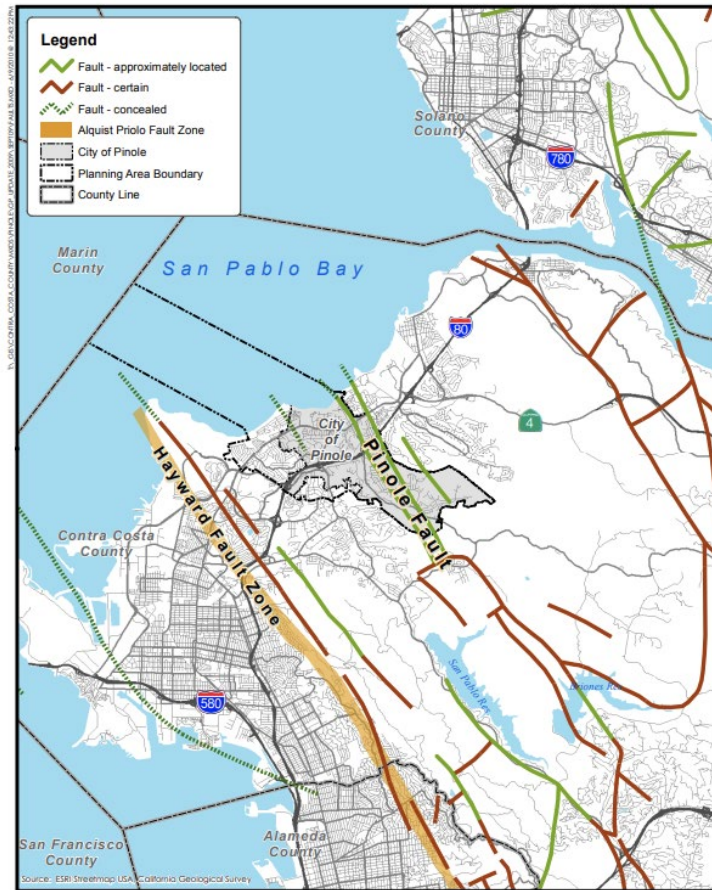 Legend
Fault - approximately located
Fault - certain
Fault - concealed
Alquist Priolo Fault Zone
City of Pinole
Planning Area Boundary
County Line
Solano
County
780
Marin
County
San Pablo Bay
80
City
of
Pinole
4
Pinole Fault
Hayward Fault Zone
Contra Costa
County
San Pablo Res
Briones Res
580
Alameda
County
San Francisco
County
Source: ESRI Streetmap USA, California Geological Survey